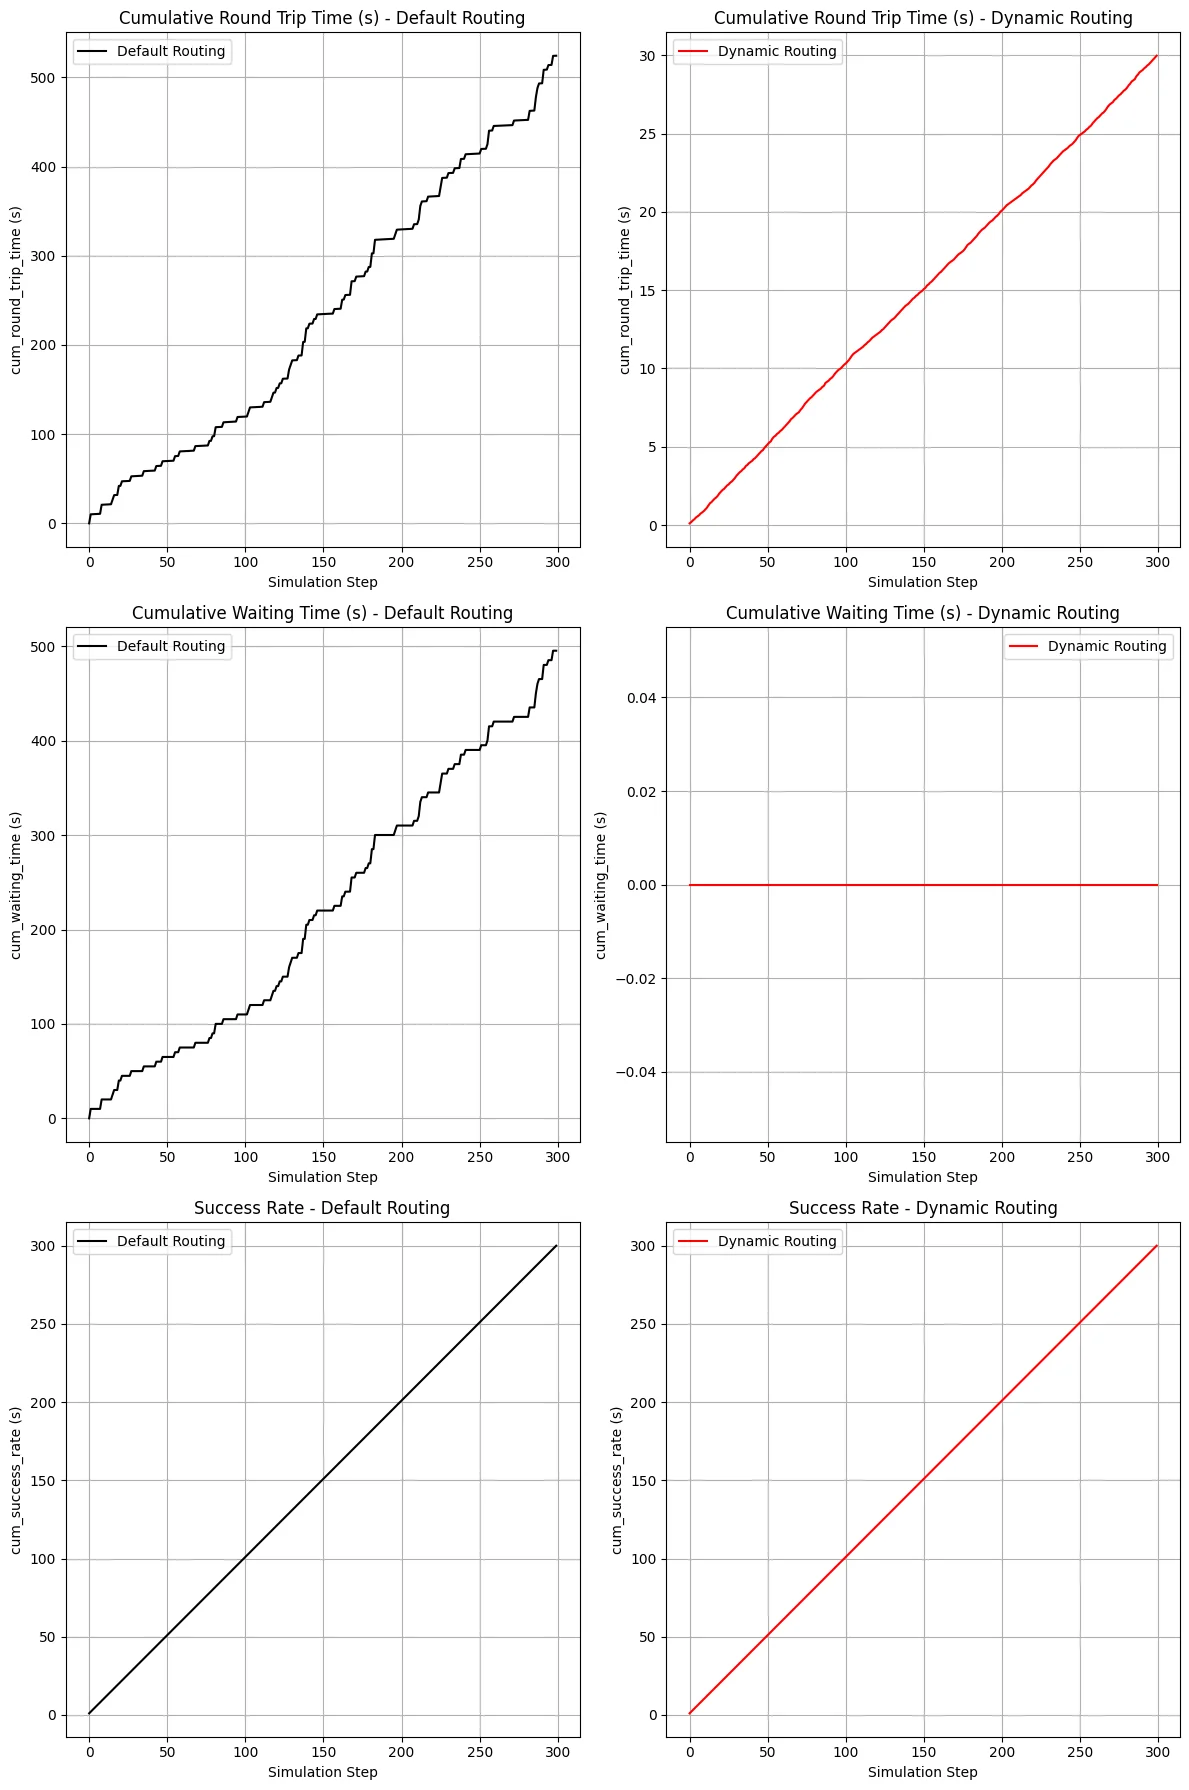 Cumulative Round Trip Time (s) - Default Routing
Default Routing
500
400
300
200
100
0
cum_round_trip_time (s)
0 50 100 150 200 250 300
Simulation Step
Cumulative Round Trip Time (s) - Dynamic Routing
Dynamic Routing
30
25
20
15
10
5
0
cum_round_trip_time (s)
0 50 100 150 200 250 300
Simulation Step
Cumulative Waiting Time (s) - Default Routing
Default Routing
500
400
300
200
100
0
cum_waiting_time (s)
0 50 100 150 200 250 300
Simulation Step
Cumulative Waiting Time (s) - Dynamic Routing
Dynamic Routing
0.04
0.02
0.00
−0.02
−0.04
cum_waiting_time (s)
0 50 100 150 200 250 300
Simulation Step
Success Rate - Default Routing
Default Routing
300
250
200
150
100
50
0
cum_success_rate (s)
0 50 100 150 200 250 300
Simulation Step
Success Rate - Dynamic Routing
Dynamic Routing
300
250
200
150
100
50
0
cum_success_rate (s)
0 50 100 150 200 250 300
Simulation Step